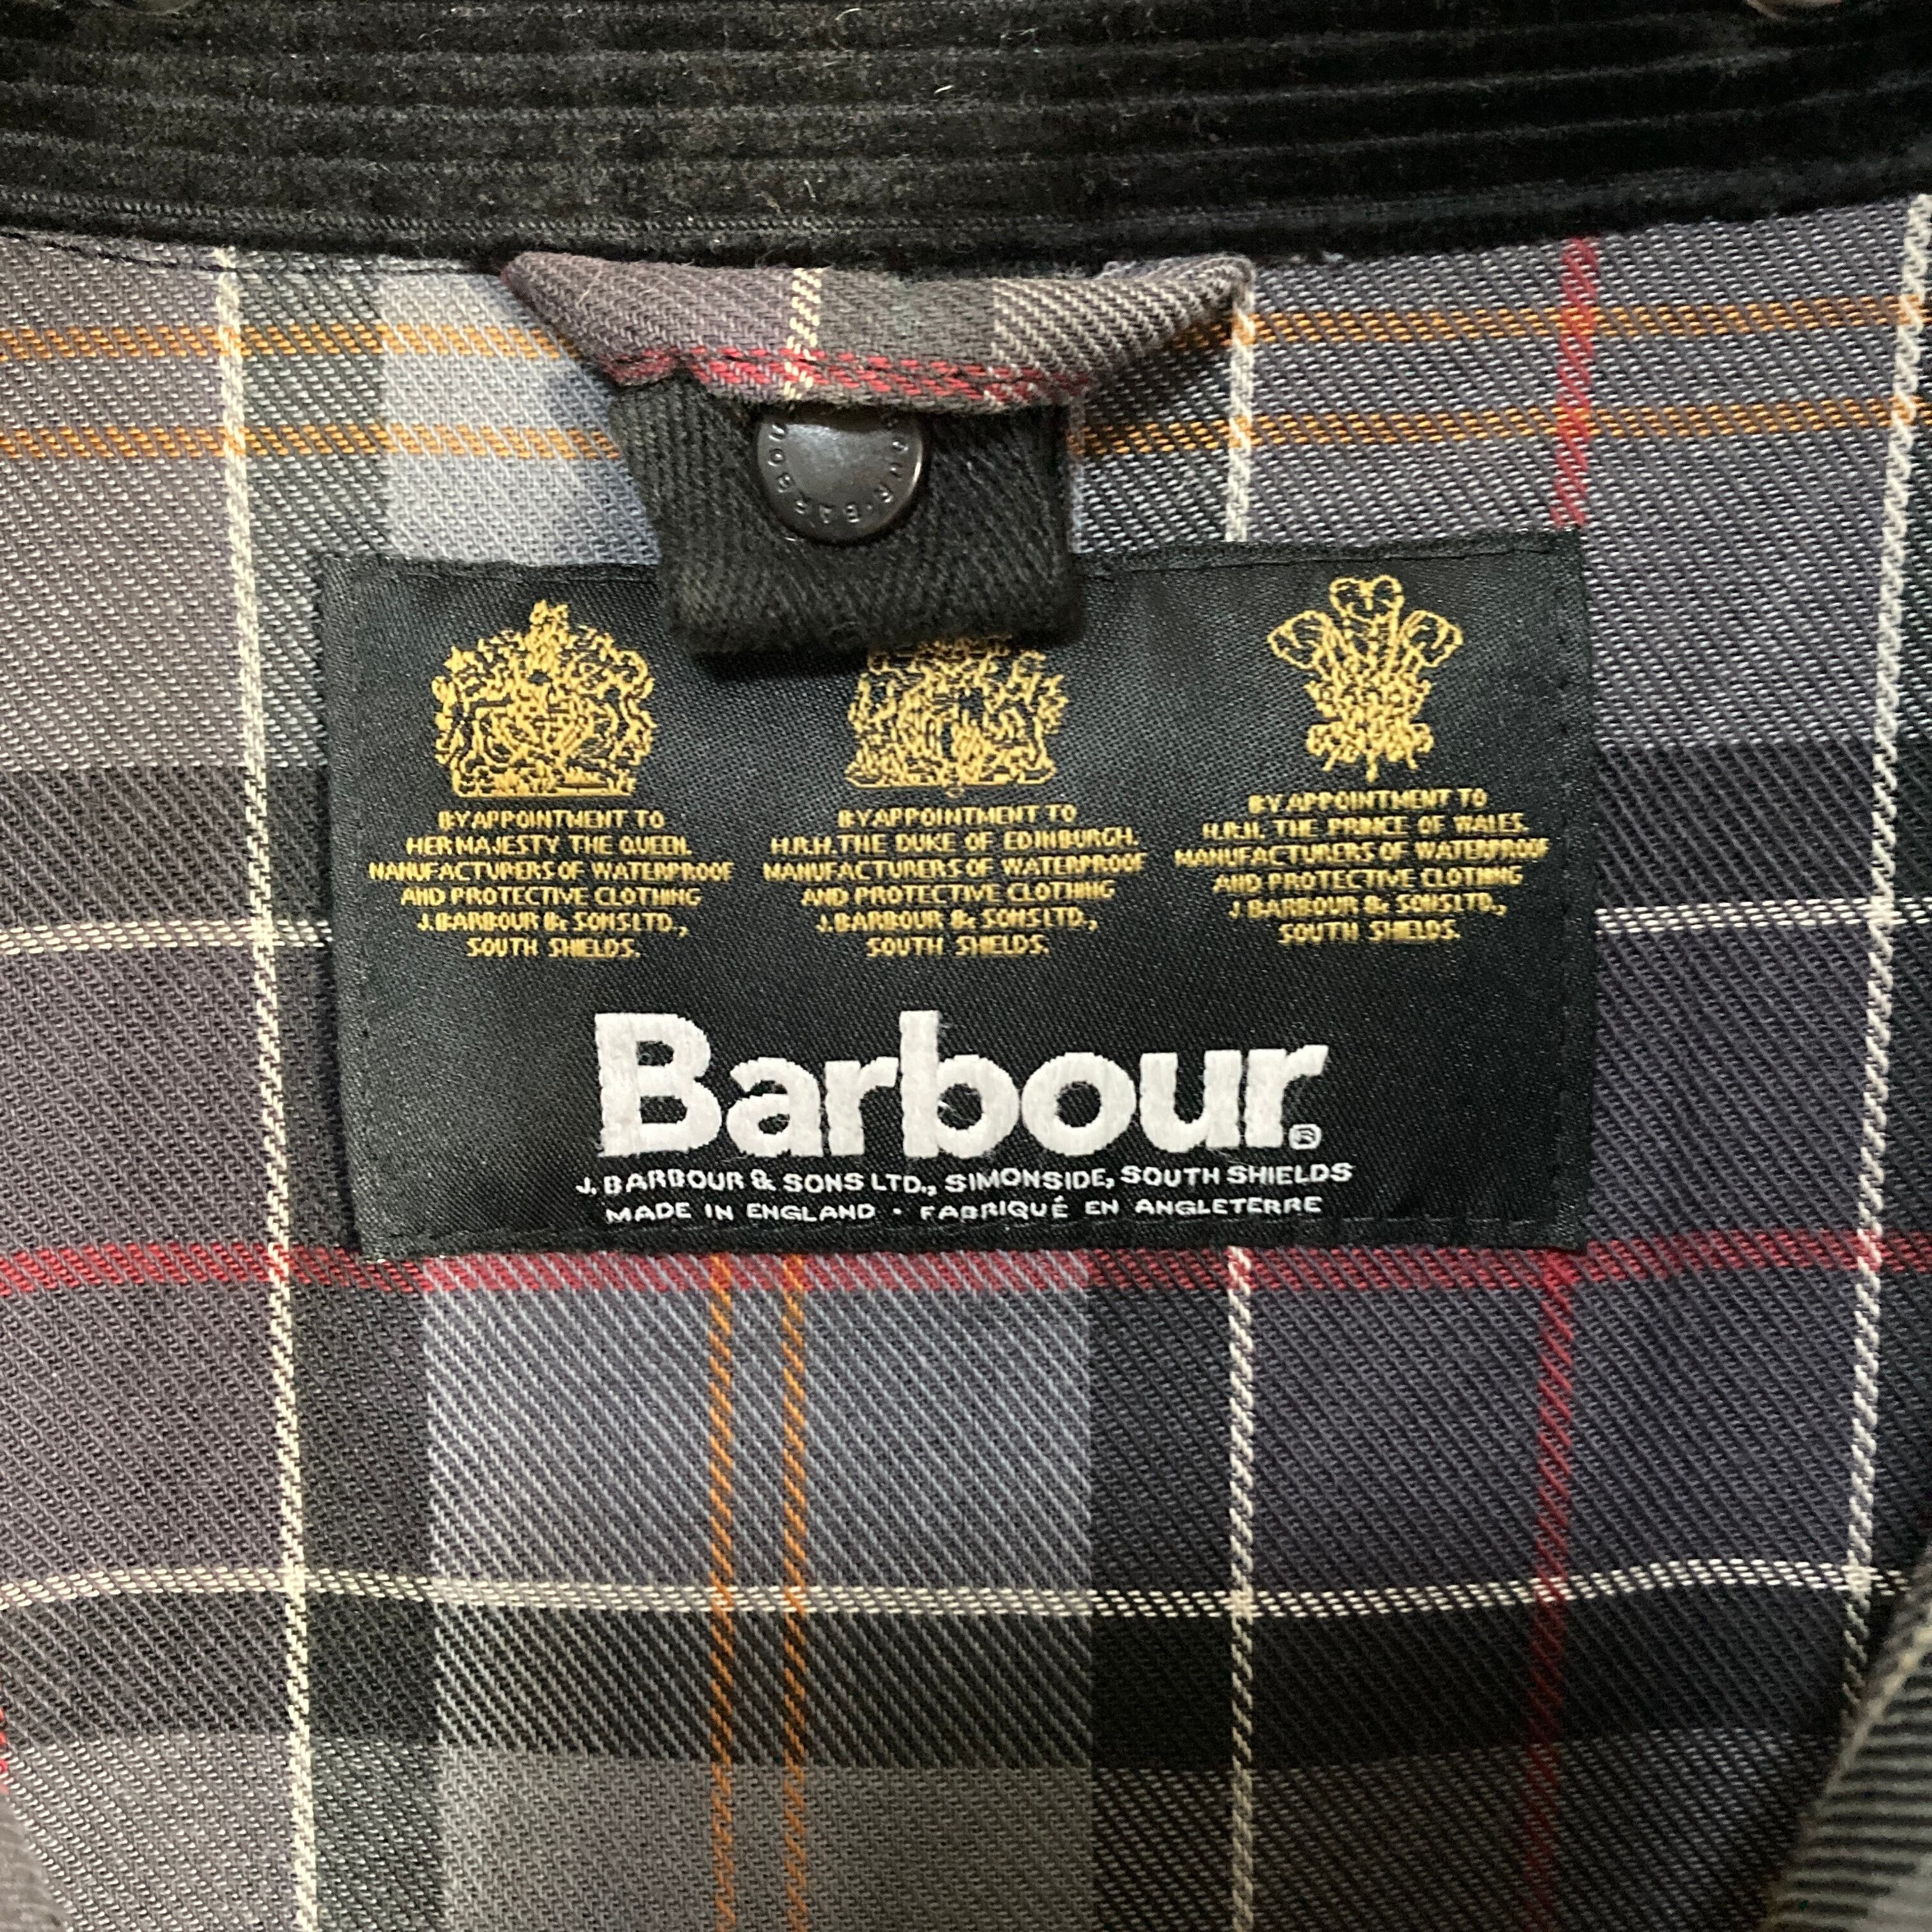 BARBOUR · BARBOUR
BY APPOINTMENT TO
HER MAJESTY THE QUEEN.
MANUFACTURERS OF WATERPROOF
AND PROTECTIVE CLOTHING
J. BARBOUR & SONS LTD.,
SOUTH SHIELDS.
BY APPOINTMENT TO
H.R.H. THE DUKE OF EDINBURGH.
MANUFACTURERS OF WATERPROOF
AND PROTECTIVE CLOTHING
J. BARBOUR & SONS LTD.,
SOUTH SHIELDS.
BY APPOINTMENT TO
H.R.H. THE PRINCE OF WALES.
MANUFACTURERS OF WATERPROOF
AND PROTECTIVE CLOTHING
J. BARBOUR & SONS LTD.,
SOUTH SHIELDS.
Barbour®
J. BARBOUR & SONS LTD., SIMONSIDE, SOUTH SHIELDS
MADE IN ENGLAND · FABRIQUÉ EN ANGLETERRE